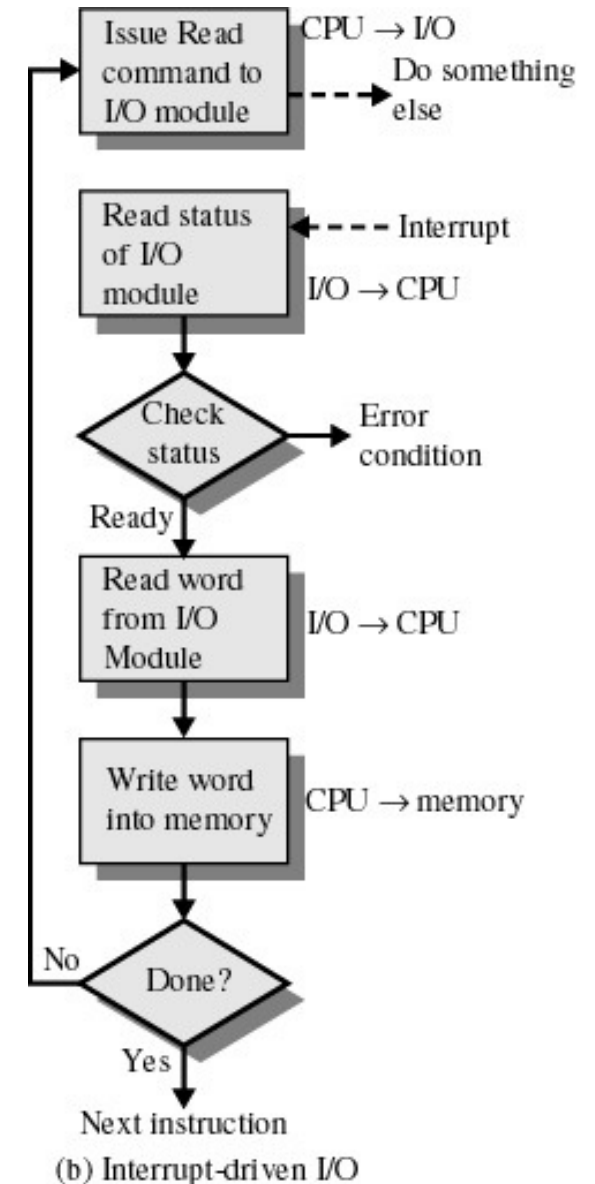 Issue Read
command to
I/O module
CPU → I/O
Do something
else
Read status
of I/O
module
Interrupt
I/O → CPU
Check
status
Error
condition
Ready
Read word
from I/O
Module
I/O → CPU
Write word
into memory
CPU → memory
Done?
No
Yes
Next instruction
(b) Interrupt-driven I/O